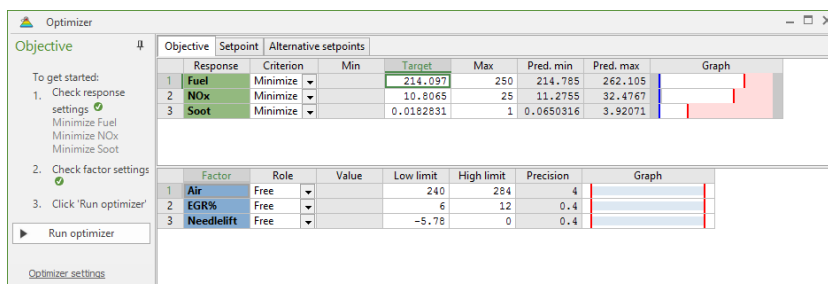 Optimizer
Objective
To get started:
1. Check response
settings
Minimize Fuel
Minimize NOx
Minimize Soot
2. Check factor settings
3. Click 'Run optimizer'
Run optimizer
Optimizer settings
Objective Setpoint Alternative setpoints
Response Criterion Min Target Max Pred. min Pred. max Graph
1 Fuel Minimize 214.097 250 214.785 262.105
2 NOx Minimize 10.8065 25 11.2755 32.4767
3 Soot Minimize 0.0182831 1 0.0650316 3.92071
Factor Role Value Low limit High limit Precision Graph
1 Air Free 240 284 4
2 EGR% Free 6 12 0.4
3 Needlelift Free -5.78 0 0.4